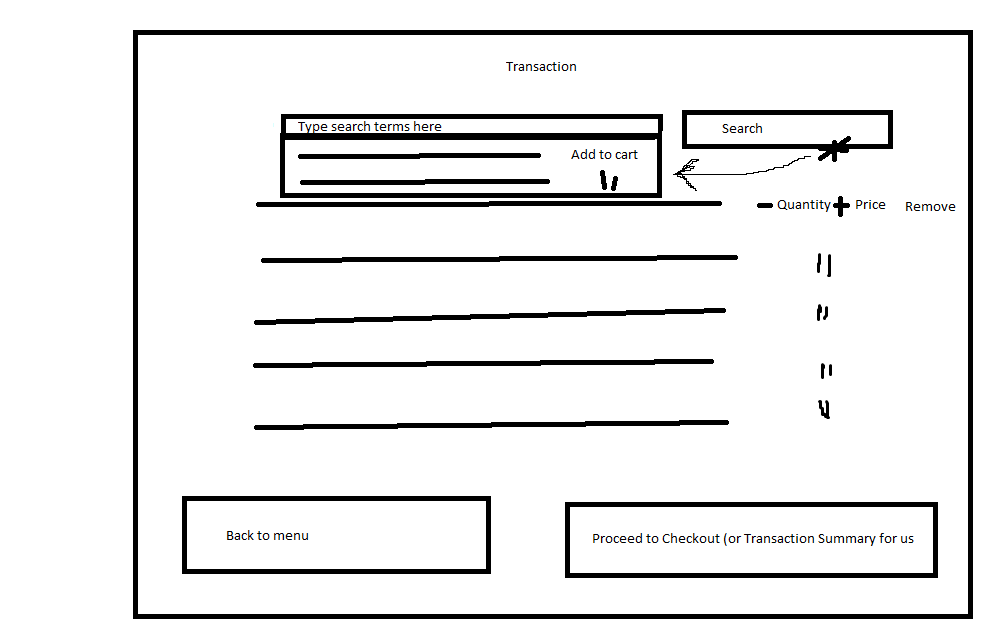 Transaction
Type search terms here
Search
Add to cart
Quantity Price Remove
Back to menu
Proceed to Checkout (or Transaction Summary for us